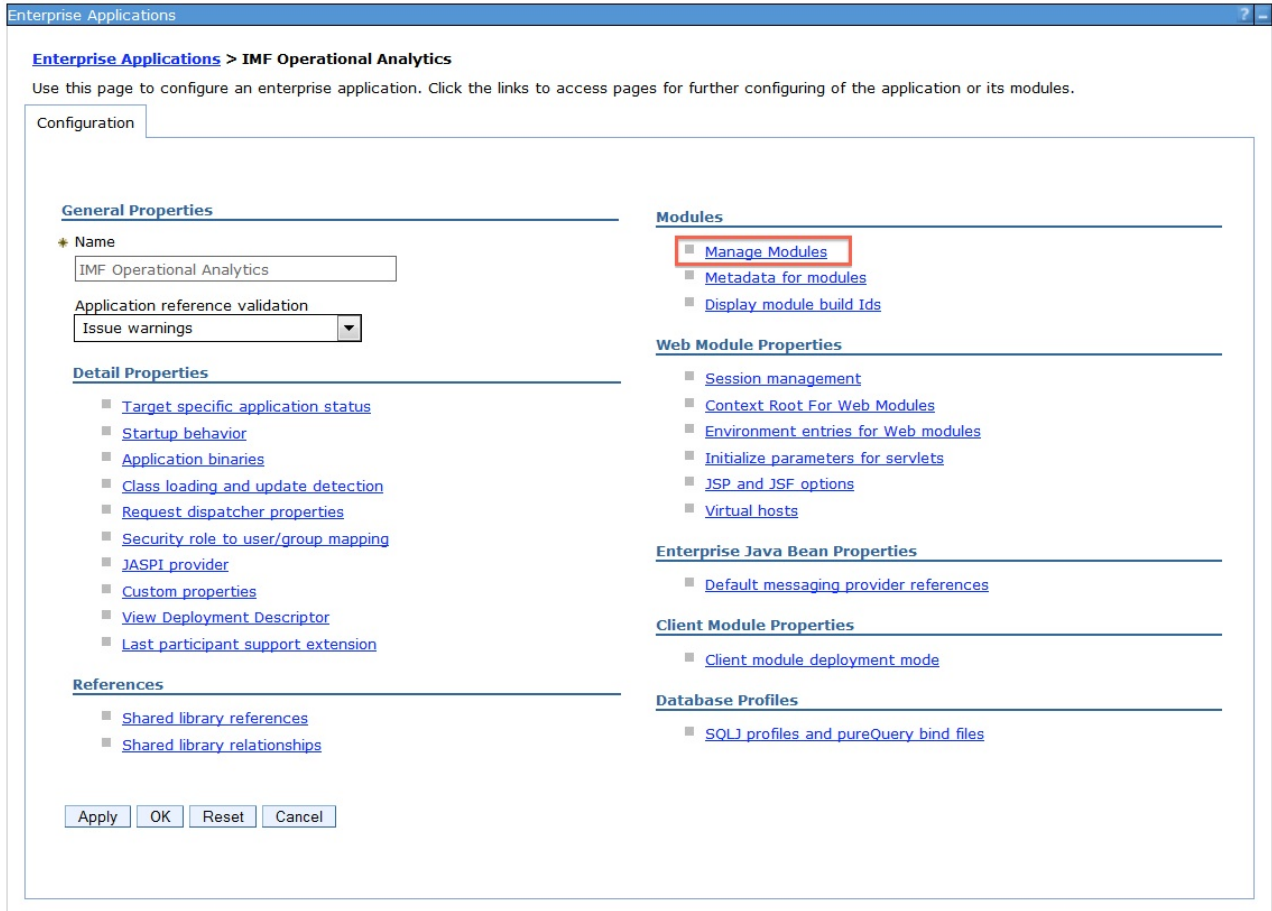 Enterprise Applications
?
Enterprise Applications > IMF Operational Analytics
Use this page to configure an enterprise application. Click the links to access pages for further configuring of the application or its modules.
Configuration
General Properties
Name
IMF Operational Analytics
Application reference validation
Issue warnings
Detail Properties
Target specific application status
Startup behavior
Application binaries
Class loading and update detection
Request dispatcher properties
Security role to user/group mapping
JASPI provider
Custom properties
View Deployment Descriptor
Last participant support extension
References
Shared library references
Shared library relationships
Modules
Manage Modules
Metadata for modules
Display module build Ids
Web Module Properties
Session management
Context Root For Web Modules
Environment entries for Web modules
Initialize parameters for servlets
JSP and JSF options
Virtual hosts
Enterprise Java Bean Properties
Default messaging provider references
Client Module Properties
Client module deployment mode
Database Profiles
SQLJ profiles and pureQuery bind files
Apply OK Reset Cancel